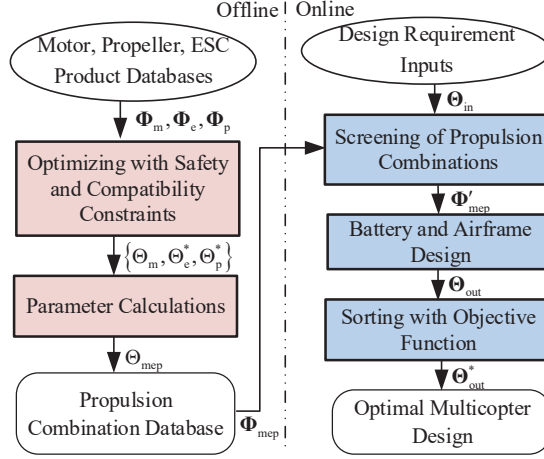 Offline
Online
Motor, Propeller, ESC
Product Databases
Φm, Φe, Φp
Optimizing with Safety
and Compatibility
Constraints
{Θm, Θe*, Θp*}
Parameter Calculations
Θmep
Propulsion
Combination Database
Φmep
Design Requirement
Inputs
Θin
Screening of Propulsion
Combinations
Φ′mep
Battery and Airframe
Design
Θout
Sorting with Objective
Function
Θ*out
Optimal Multicopter
Design